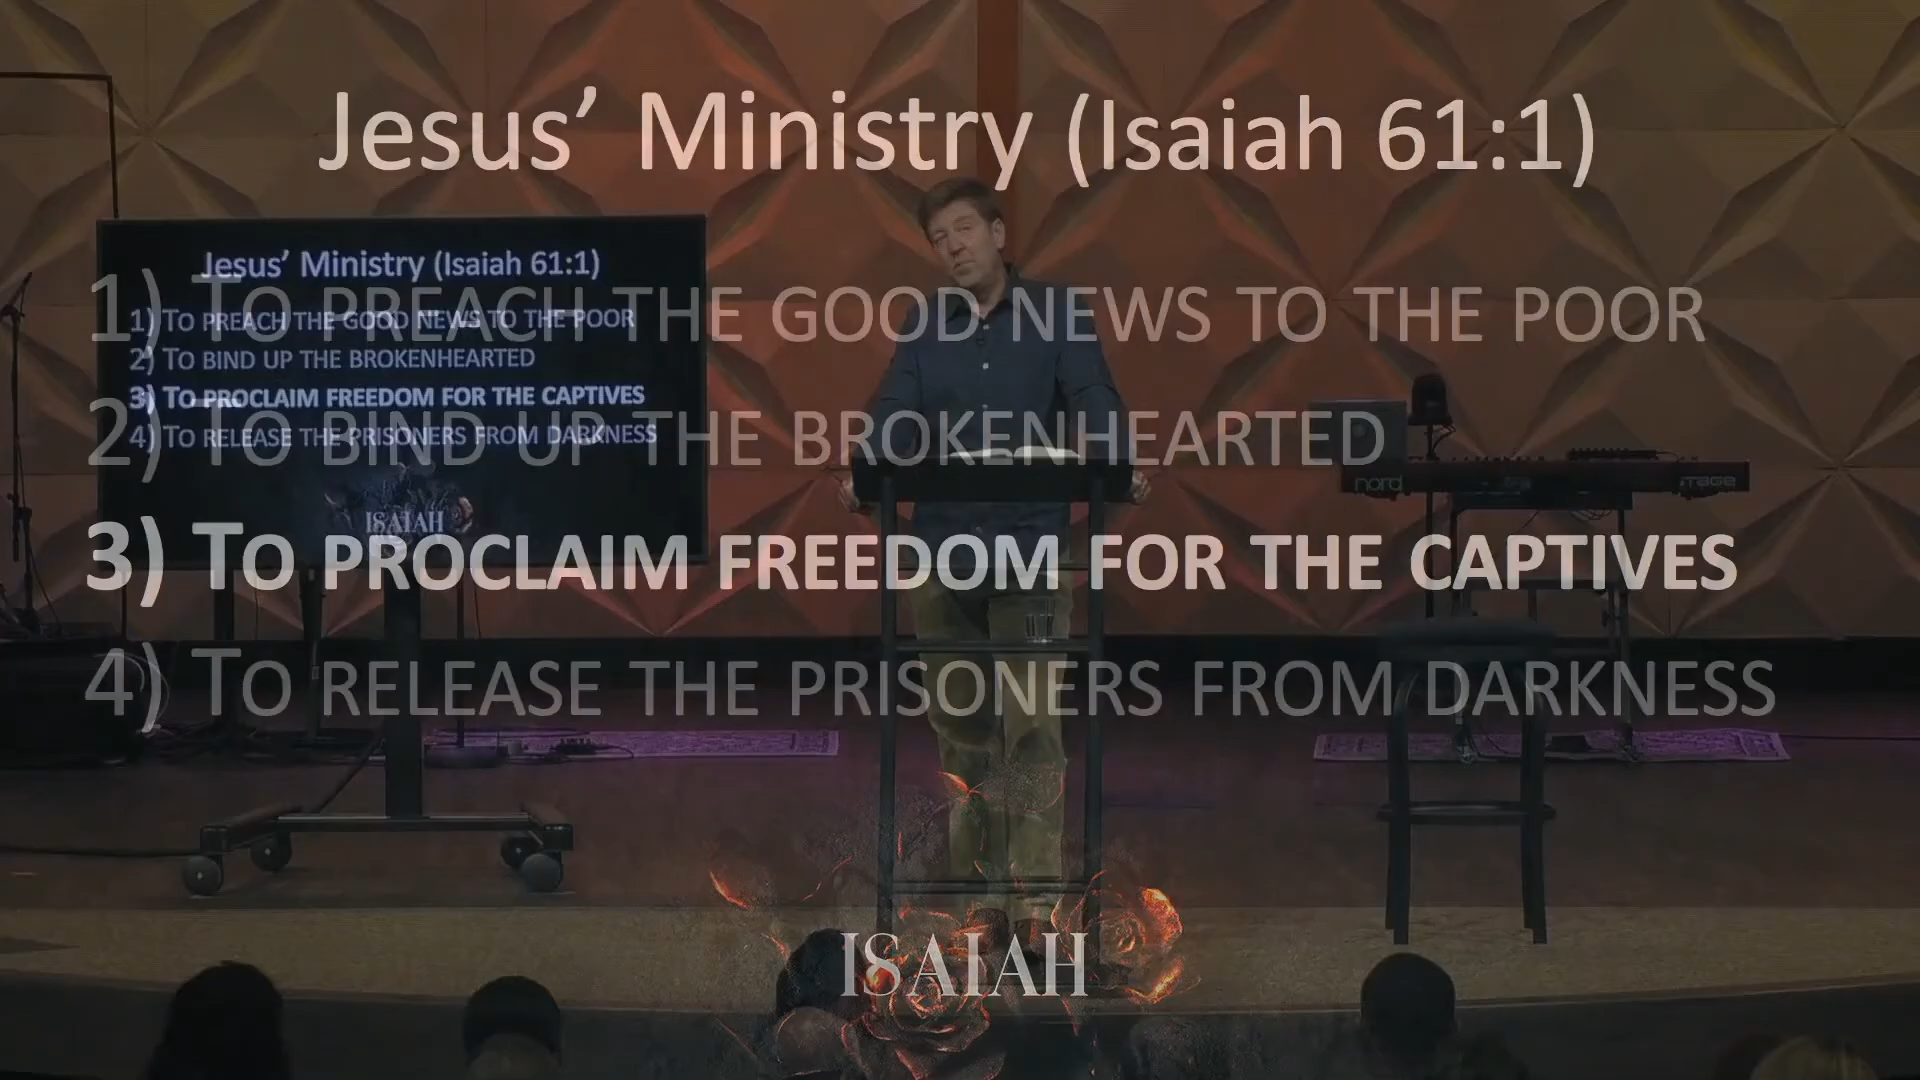 Jesus’ Ministry (Isaiah 61:1)
1) TO PREACH THE GOOD NEWS TO THE POOR
2) TO BIND UP THE BROKENHEARTED
3) TO PROCLAIM FREEDOM FOR THE CAPTIVES
4) TO RELEASE THE PRISONERS FROM DARKNESS
ISAIAH
Jesus’ Ministry (Isaiah 61:1)
1) TO PREACH THE GOOD NEWS TO THE POOR
2) TO BIND UP THE BROKENHEARTED
3) TO PROCLAIM FREEDOM FOR THE CAPTIVES
4) TO RELEASE THE PRISONERS FROM DARKNESS
ISAIAH
nord
STAGE